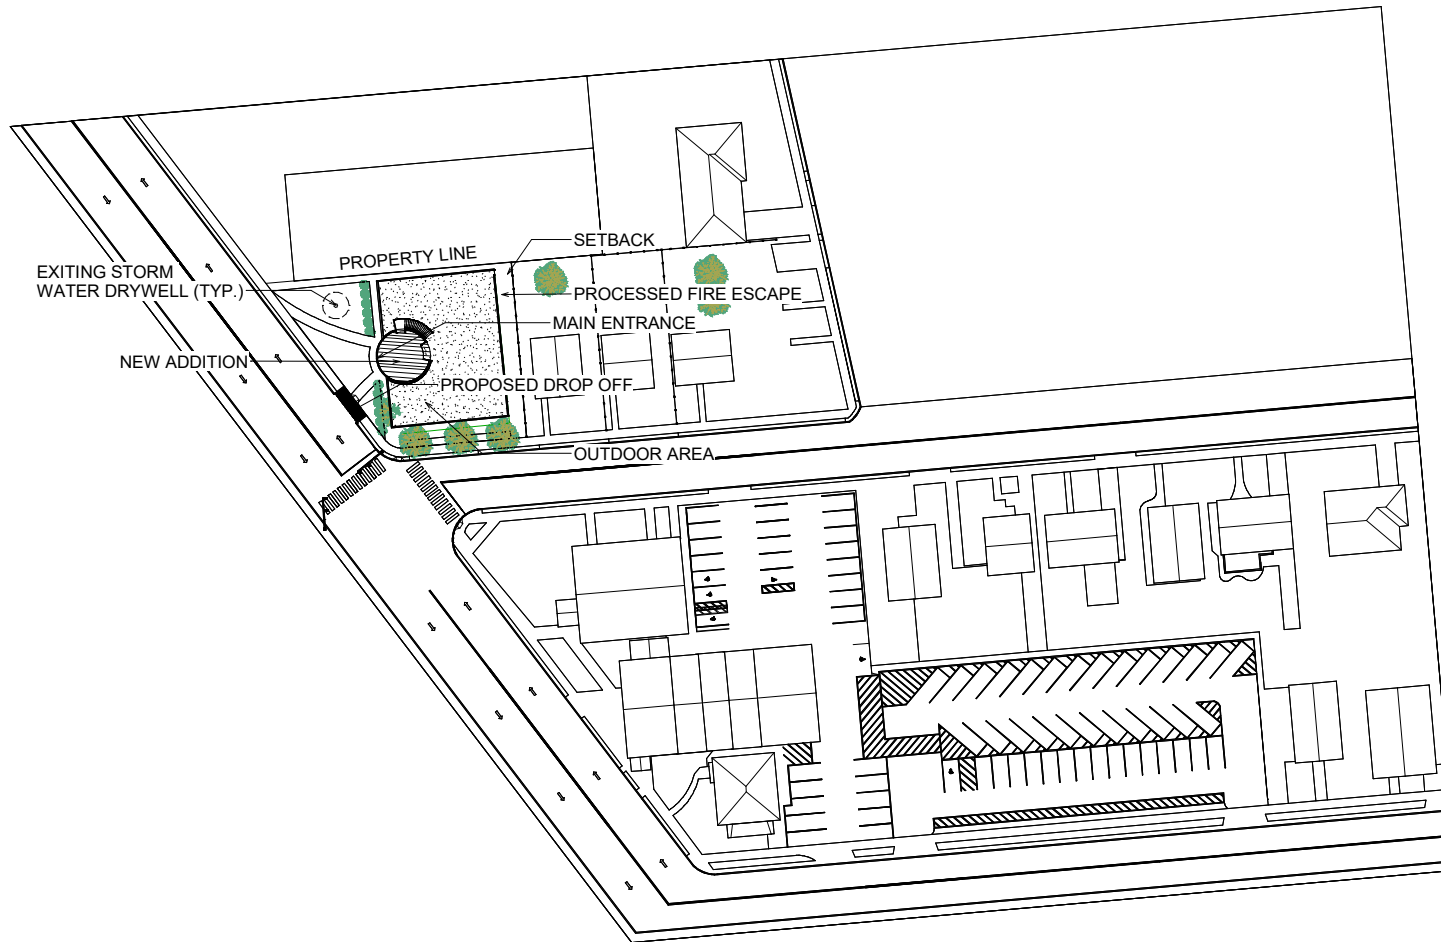 SETBACK
PROPERTY LINE
EXITING STORM
WATER DRYWELL (TYP.)
PROCESSED FIRE ESCAPE
MAIN ENTRANCE
NEW ADDITION
PROPOSED DROP OFF
OUTDOOR AREA